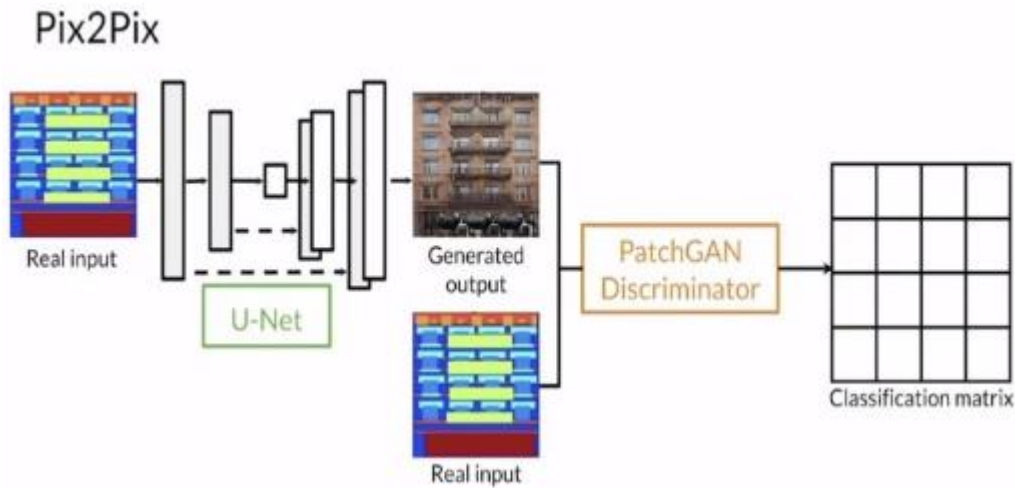 Pix2Pix
Real input
U-Net
Generated
output
Real input
PatchGAN
Discriminator
Classification matrix